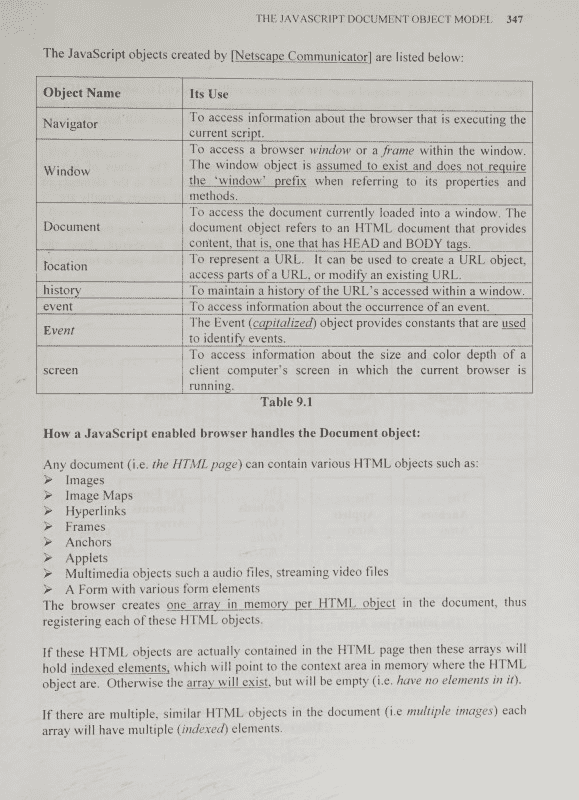 THE JAVASCRIPT DOCUMENT OBJECT MODEL 347
The JavaScript objects created by [Netscape Communicator] are listed below:
Object Name Its Use
Navigator To access information about the browser that is executing the
current script.
Window To access a browser window or a frame within the window.
The window object is assumed to exist and does not require
the 'window' prefix when referring to its properties and
methods.
Document To access the document currently loaded into a window. The
document object refers to an HTML document that provides
content, that is, one that has HEAD and BODY tags.
location To represent a URL. It can be used to create a URL object,
access parts of a URL, or modify an existing URL.
history To maintain a history of the URL's accessed within a window.
event To access information about the occurrence of an event.
Event The Event (capitalized) object provides constants that are used
to identify events.
screen To access information about the size and color depth of a
client computer's screen in which the current browser is
running.
Table 9.1
How a JavaScript enabled browser handles the Document object:
Any document (i.e. the HTML page) can contain various HTML objects such as:
➢ Images
➢ Image Maps
➢ Hyperlinks
➢ Frames
➢ Anchors
➢ Applets
➢ Multimedia objects such a audio files, streaming video files
➢ A Form with various form elements
The browser creates one array in memory per HTML object in the document, thus
registering each of these HTML objects.
If these HTML objects are actually contained in the HTML page then these arrays will
hold indexed elements, which will point to the context area in memory where the HTML
object are. Otherwise the array will exist, but will be empty (i.e. have no elements in it).
If there are multiple, similar HTML objects in the document (i.e multiple images) each
array will have multiple (indexed) elements.